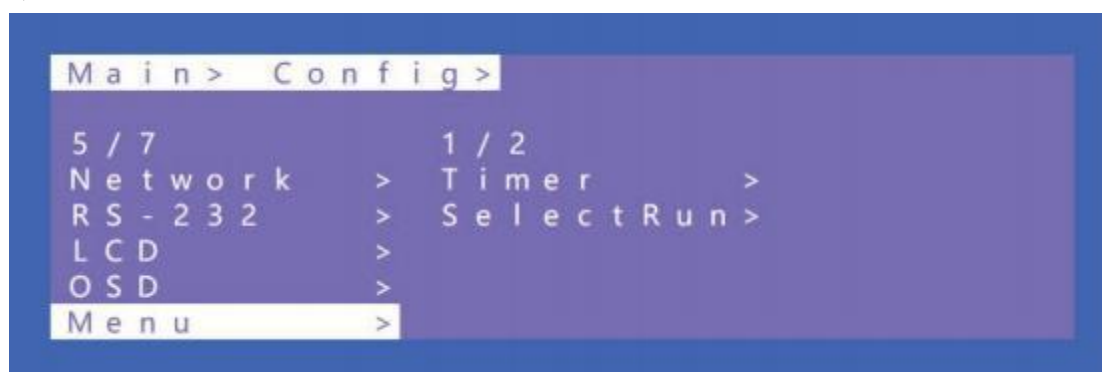 Main> Config>
5/7 1/2
Network > Timer >
RS-232 > SelectRun>
LCD >
OSD >
Menu >